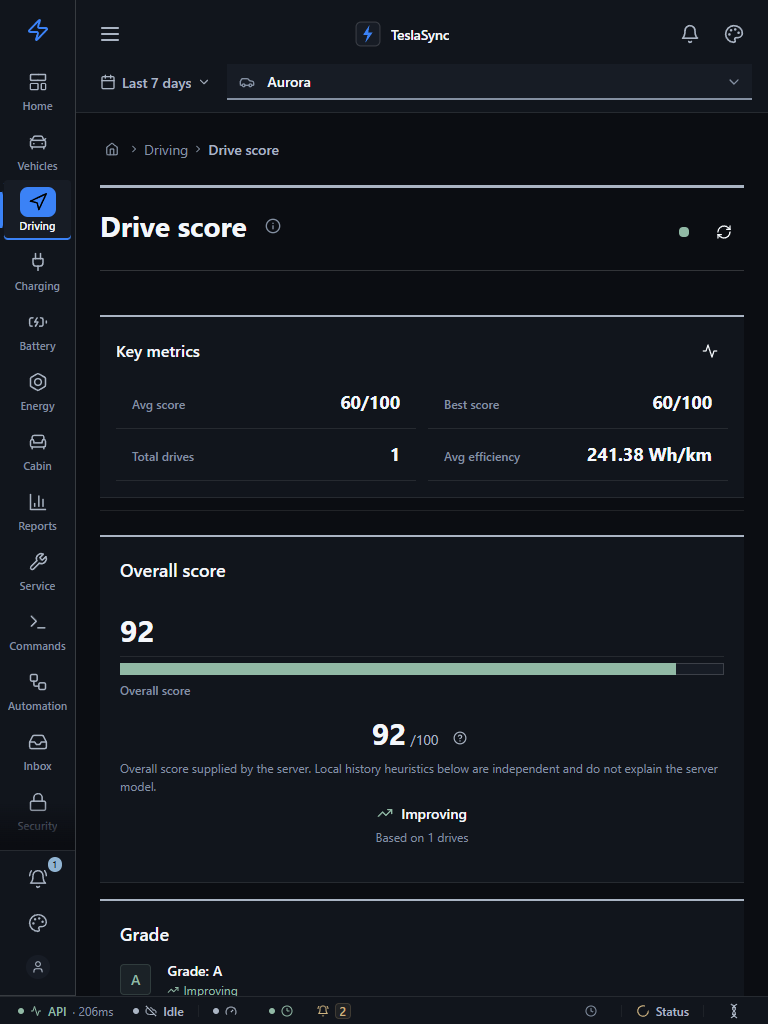 TeslaSync
Last 7 days
Aurora
Home
Vehicles
Driving
Charging
Battery
Energy
Cabin
Reports
Service
Commands
Automation
Inbox
Security
1
Driving
Drive score
Drive score
Key metrics
Avg score 60/100
Best score 60/100
Total drives 1
Avg efficiency 241.38 Wh/km
Overall score
92
Overall score
92 /100
Overall score supplied by the server. Local history heuristics below are independent and do not explain the server
model.
Improving
Based on 1 drives
Grade
A
Grade: A
Improving
API · 206ms
Idle
2
Status